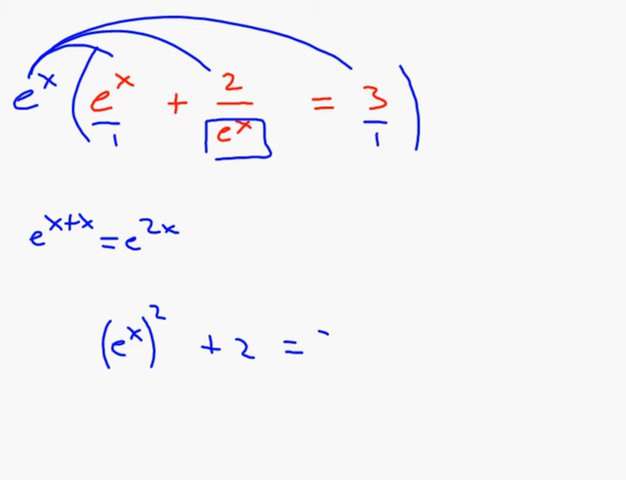 e^x (e^x/1 + 2/e^x = 3/1)
e^{x+x} = e^{2x}
(e^x)^2 + 2 =